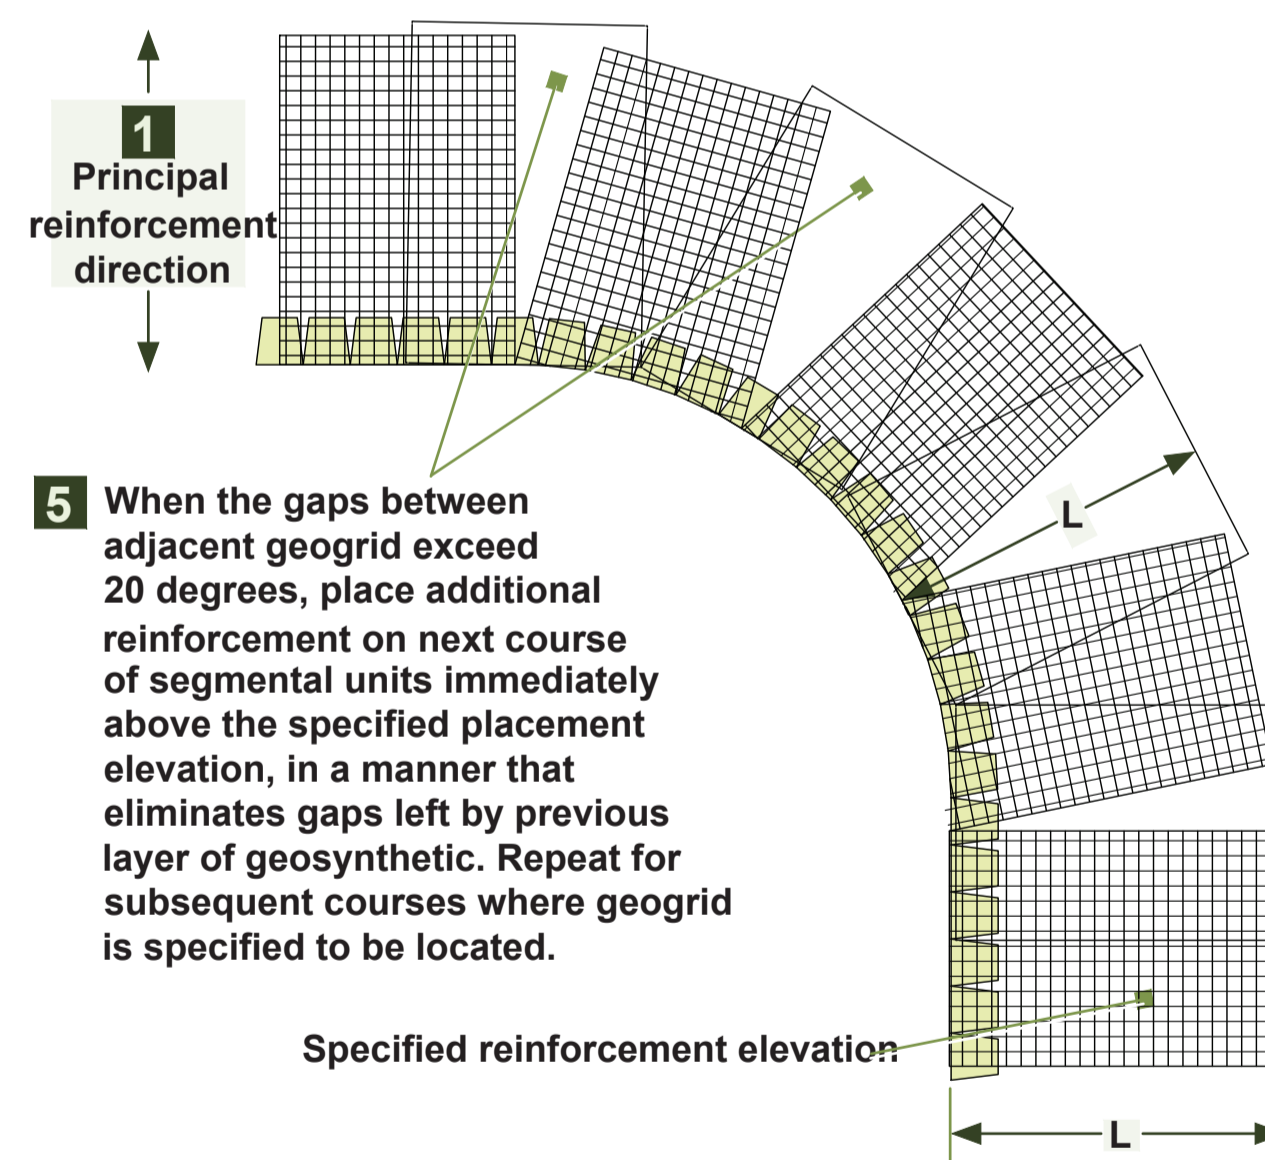 1
Principal
reinforcement
direction
L
5 When the gaps between
adjacent geogrid exceed
20 degrees, place additional
reinforcement on next course
of segmental units immediately
above the specified placement
elevation, in a manner that
eliminates gaps left by previous
layer of geosynthetic. Repeat for
subsequent courses where geogrid
is specified to be located.
Specified reinforcement elevation
L